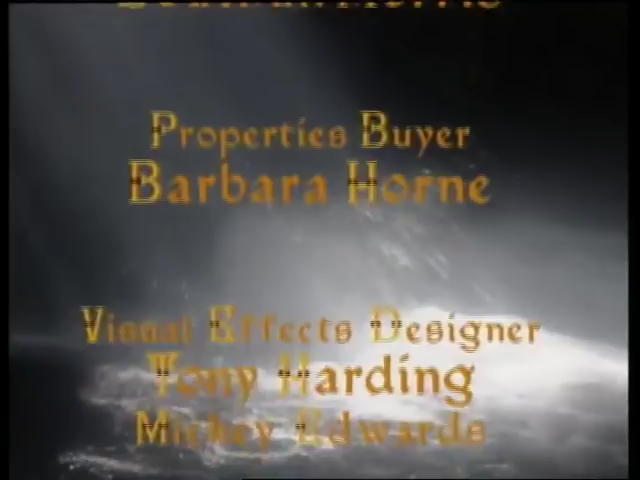 Properties Buyer
Barbara Horne
Visual Effects Designer
Tony Harding
Mickey Edwards